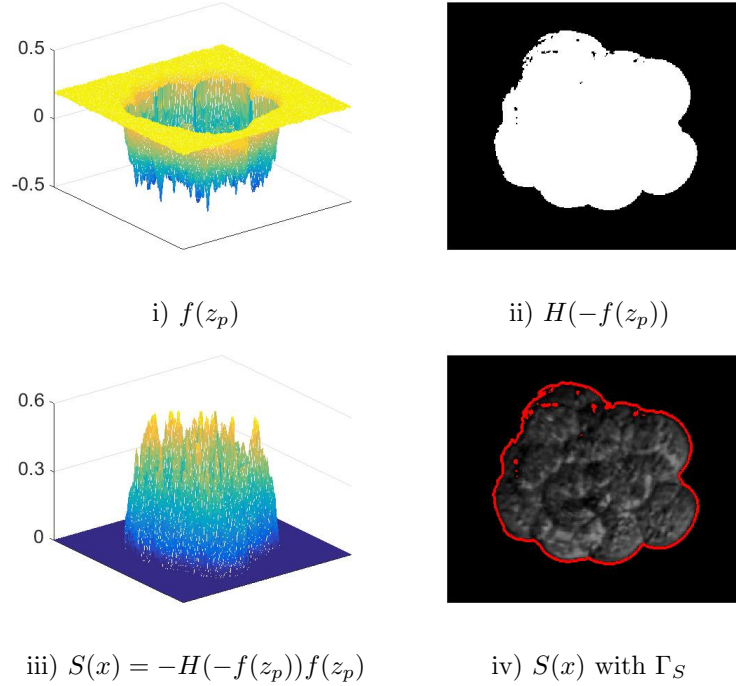 0.5
0
-0.5
i) f(z_p)
ii) H(-f(z_p))
0.6
0.3
0
iii) S(x) = -H(-f(z_p))f(z_p)
iv) S(x) with Γ_S